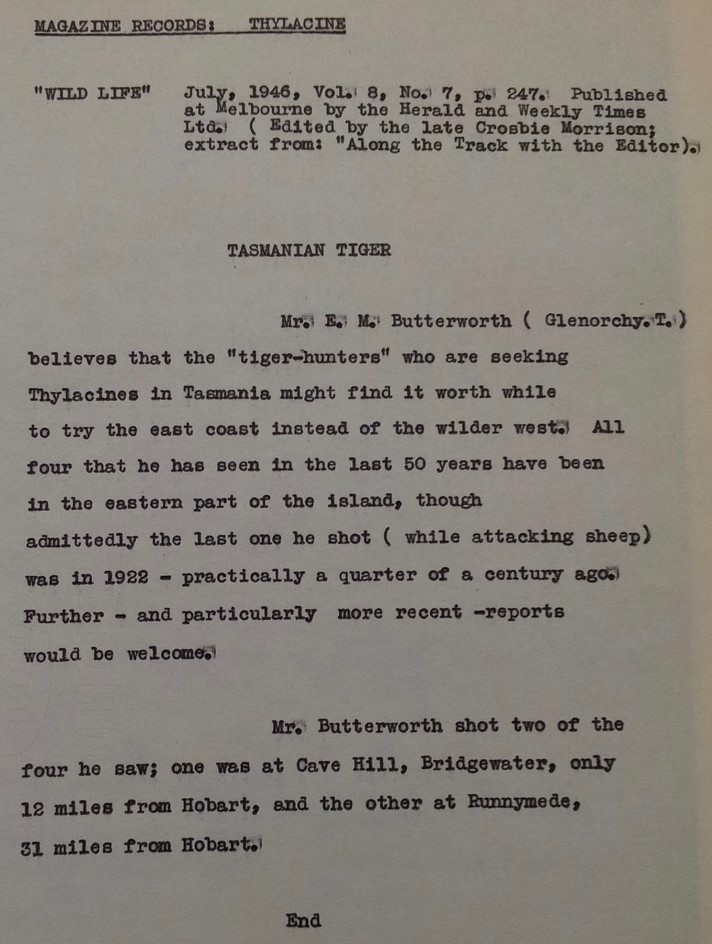 MAGAZINE RECORDS: THYLACINE
"WILD LIFE" July, 1946, Vol. 8, No. 7, p. 247. Published
at Melbourne by the Herald and Weekly Times
Ltd. ( Edited by the late Crosbie Morrison;
extract from: "Along the Track with the Editor).
TASMANIAN TIGER
Mr. E. M. Butterworth ( Glenorchy.T.)
believes that the "tiger-hunters" who are seeking
Thylacines in Tasmania might find it worth while
to try the east coast instead of the wilder west. All
four that he has seen in the last 50 years have been
in the eastern part of the island, though
admittedly the last one he shot ( while attacking sheep)
was in 1922 - practically a quarter of a century ago.
Further - and particularly more recent -reports
would be welcome.
Mr. Butterworth shot two of the
four he saw; one was at Cave Hill, Bridgewater, only
12 miles from Hobart, and the other at Runnymede,
31 miles from Hobart.
End